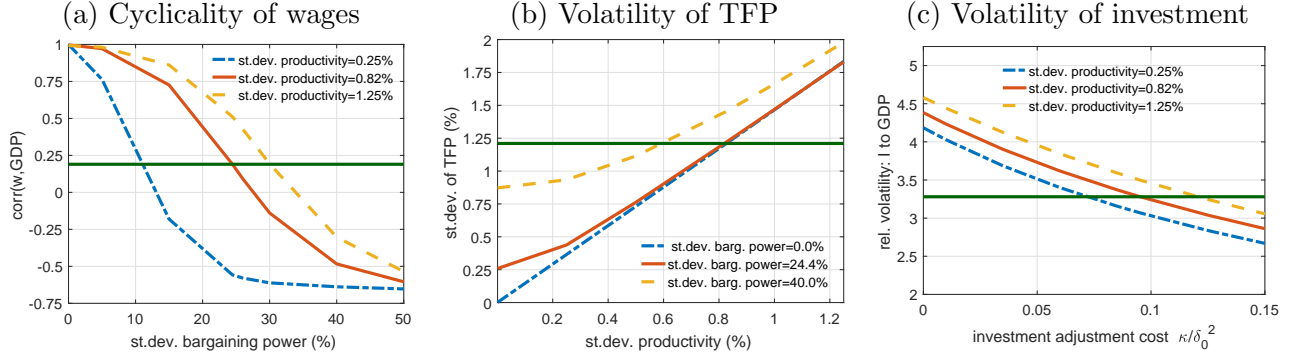 (a) Cyclicality of wages
corr(w,GDP)
1
0.75
0.5
0.25
0
-0.25
-0.5
-0.75
st.dev. productivity=0.25%
st.dev. productivity=0.82%
st.dev. productivity=1.25%
0 10 20 30 40 50
st.dev. bargaining power (%)
(b) Volatility of TFP
st.dev. of TFP (%)
2
1.75
1.5
1.25
1
0.75
0.5
0.25
0
st.dev. barg. power=0.0%
st.dev. barg. power=24.4%
st.dev. barg. power=40.0%
0.2 0.4 0.6 0.8 1 1.2
st.dev. productivity (%)
(c) Volatility of investment
rel. volatility: I to GDP
5
4.5
4
3.5
3
2.5
2
st.dev. productivity=0.25%
st.dev. productivity=0.82%
st.dev. productivity=1.25%
0 0.05 0.1 0.15
investment adjustment cost κ/δ₀²